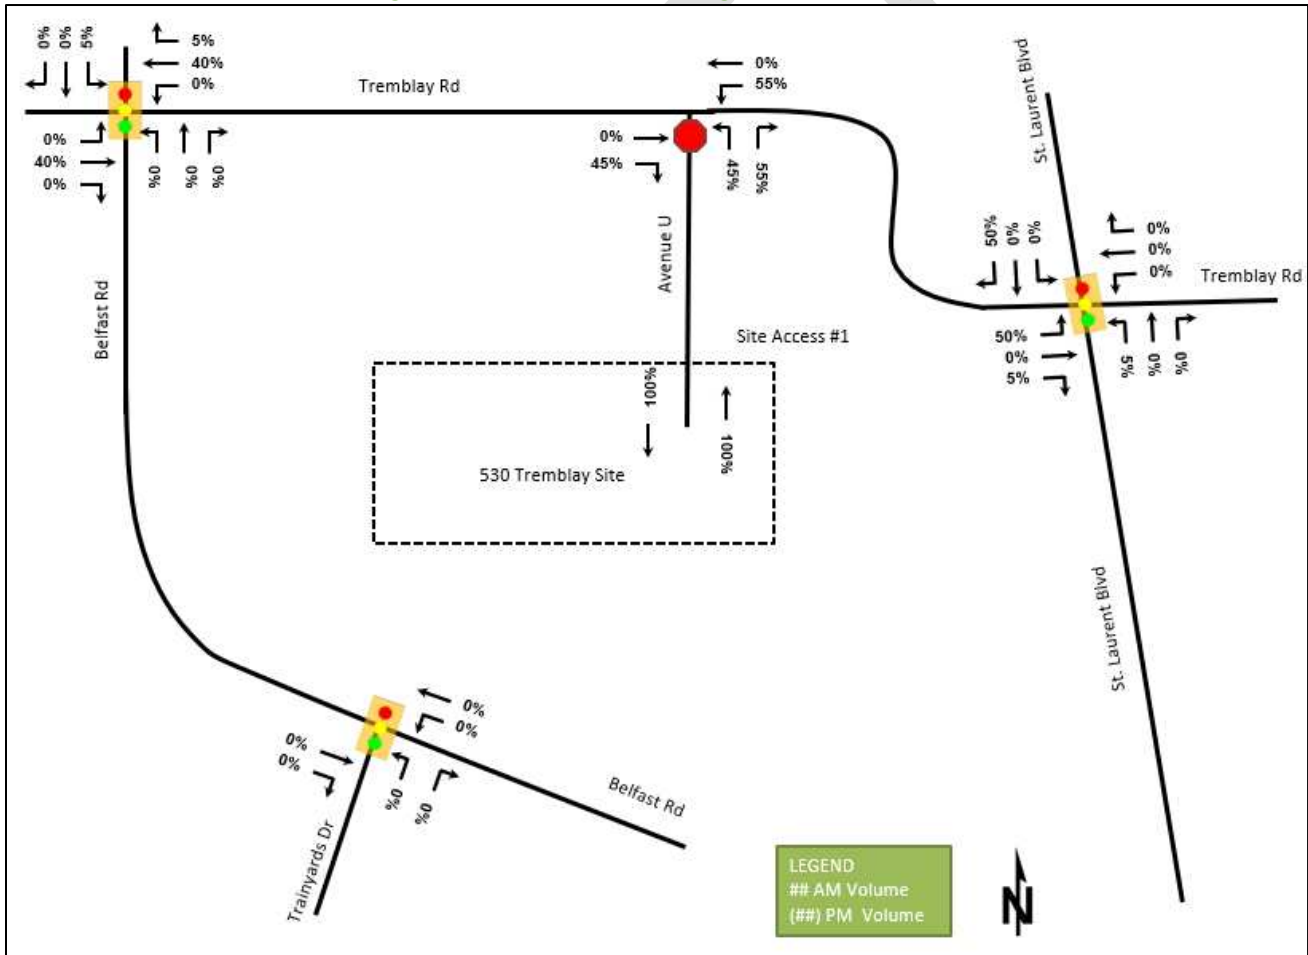 0% 0% 5%
5%
40%
0%
Tremblay Rd
0%
40%
0%
0% 0% 0%
0%
55%
0%
45%
45% 55%
St. Laurent Blvd
Belfast Rd
Avenue U
50% 0% 0%
0%
0%
0%
Tremblay Rd
50%
0%
5%
5% 0% 0%
Site Access #1
100%
100%
530 Tremblay Site
St. Laurent Blvd
0%
0%
0%
0%
0% 0%
Belfast Rd
Trainyards Dr
LEGEND
## AM Volume
(##) PM Volume
N